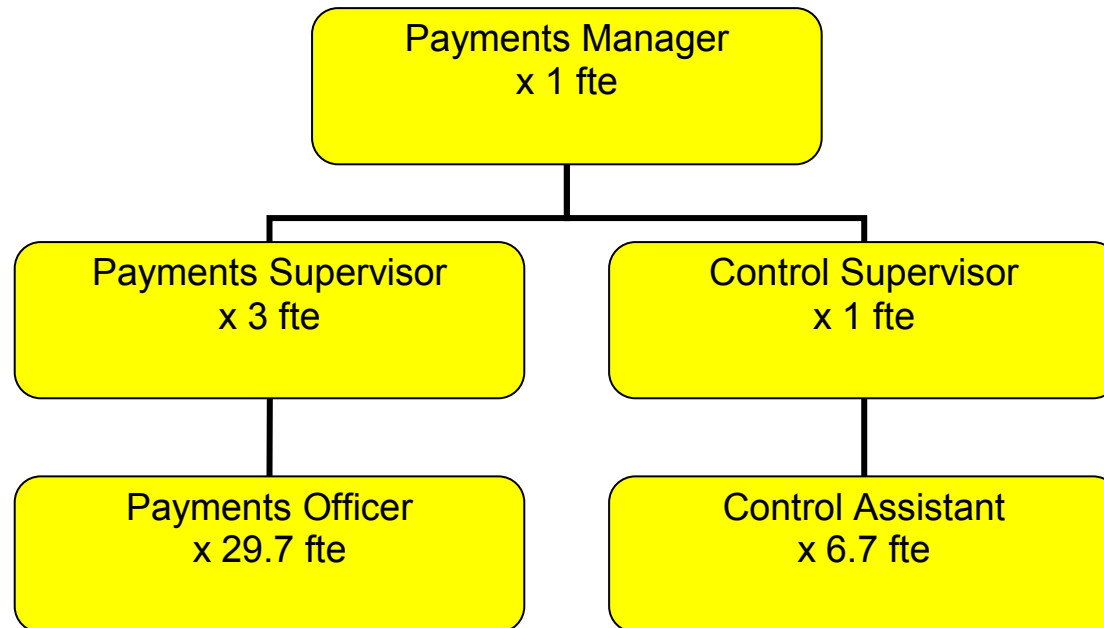 Payments Manager
x 1 fte
Payments Supervisor
x 3 fte
Control Supervisor
x 1 fte
Payments Officer
x 29.7 fte
Control Assistant
x 6.7 fte